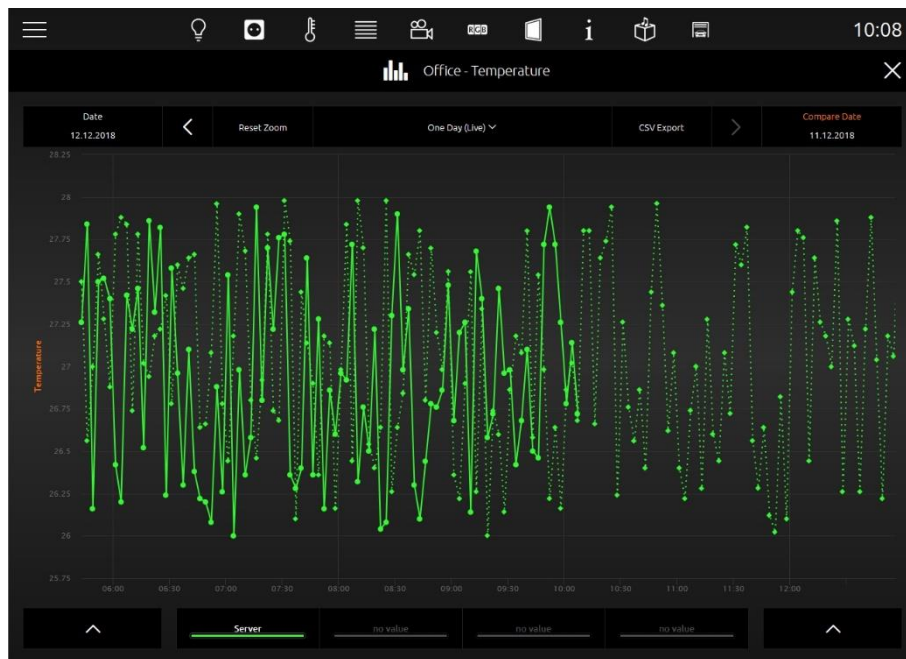 RGB
i
10:08
Office - Temperature
Date
12.12.2018
Reset Zoom
One Day (Live)
CSV Export
Compare Date
11.12.2018
28.25
28
27.75
27.5
27.25
27
26.75
26.5
26.25
26
25.75
Temperature
06:00 06:30 07:00 07:30 08:00 08:30 09:00 09:30 10:00 10:30 11:00 11:30 12:00
Server
no value
no value
no value